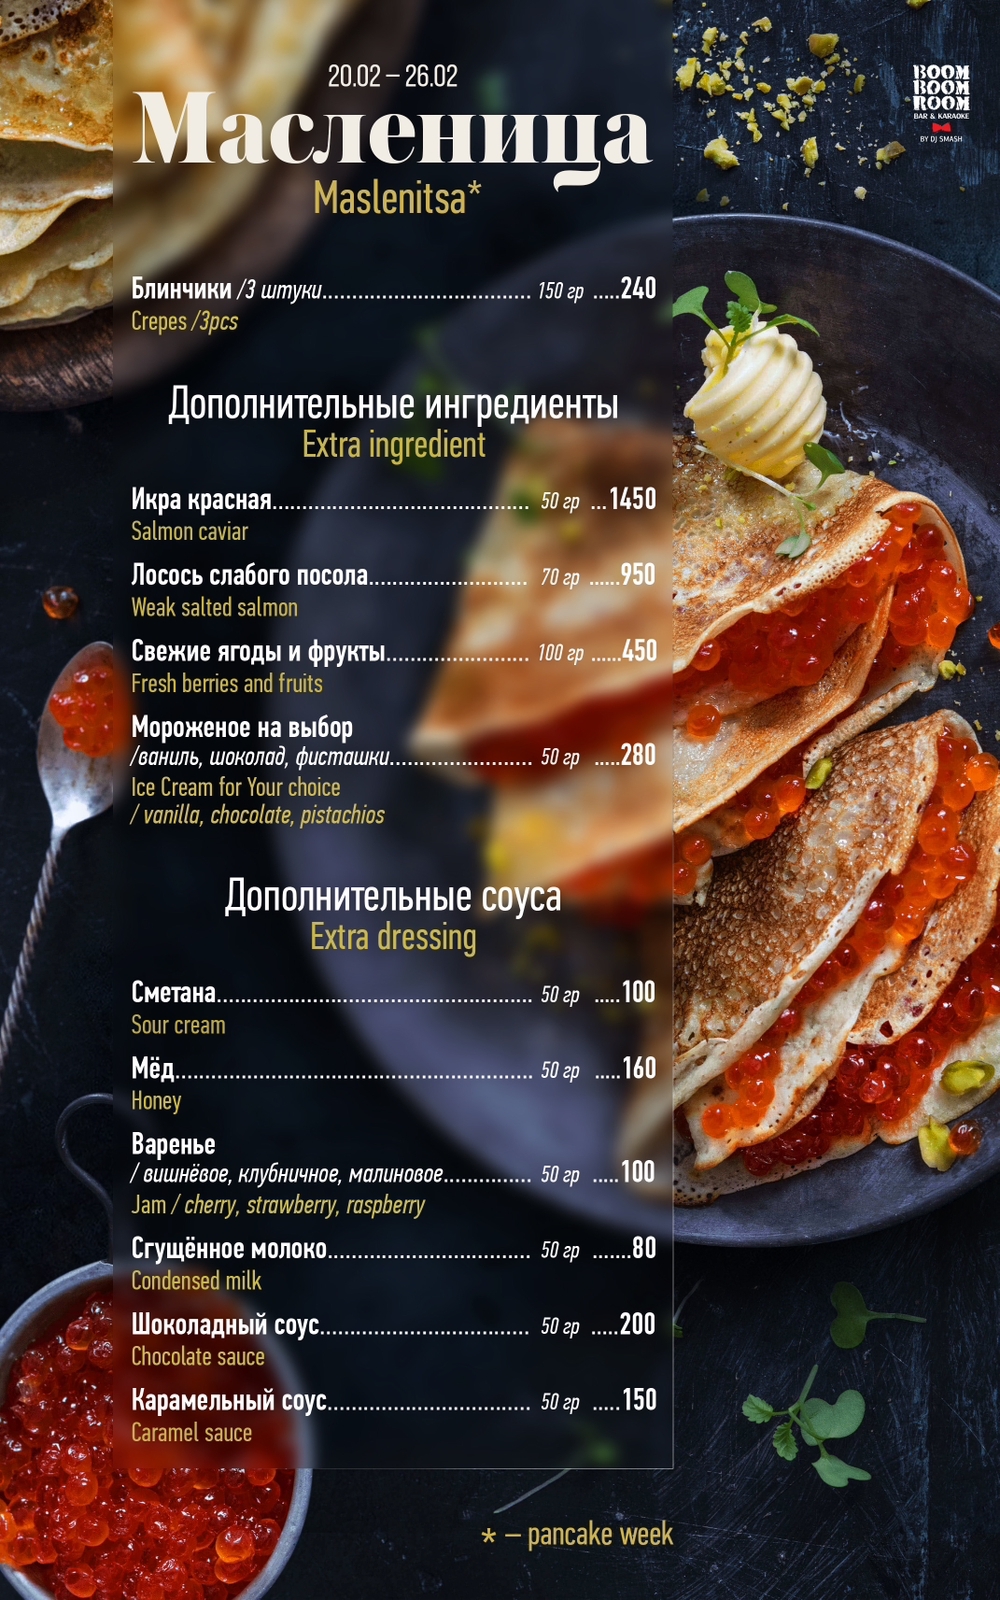 20.02 – 26.02
Масленица
Maslenitsa*
BOOM
BOOM
ROOM
BAR & KARAOKE
BY DJ SMASH
Блинчики /3 штуки.................................... 150 гр .....240
Crepes /3pcs
Дополнительные ингредиенты
Extra ingredient
Икра красная............................................ 50 гр ...1450
Salmon caviar
Лосось слабого посола........................... 70 гр ......950
Weak salted salmon
Свежие ягоды и фрукты......................... 100 гр ......450
Fresh berries and fruits
Мороженое на выбор
/ваниль, шоколад, фисташки........................ 50 гр .....280
Ice Cream for Your choice
/ vanilla, chocolate, pistachios
Дополнительные соуса
Extra dressing
Сметана...................................................... 50 гр .....100
Sour cream
Мёд............................................................. 50 гр .....160
Honey
Варенье
/ вишнёвое, клубничное, малиновое............... 50 гр .....100
Jam / cherry, strawberry, raspberry
Сгущённое молоко................................... 50 гр .......80
Condensed milk
Шоколадный соус.................................... 50 гр .....200
Chocolate sauce
Карамельный соус................................... 50 гр .....150
Caramel sauce
* – pancake week